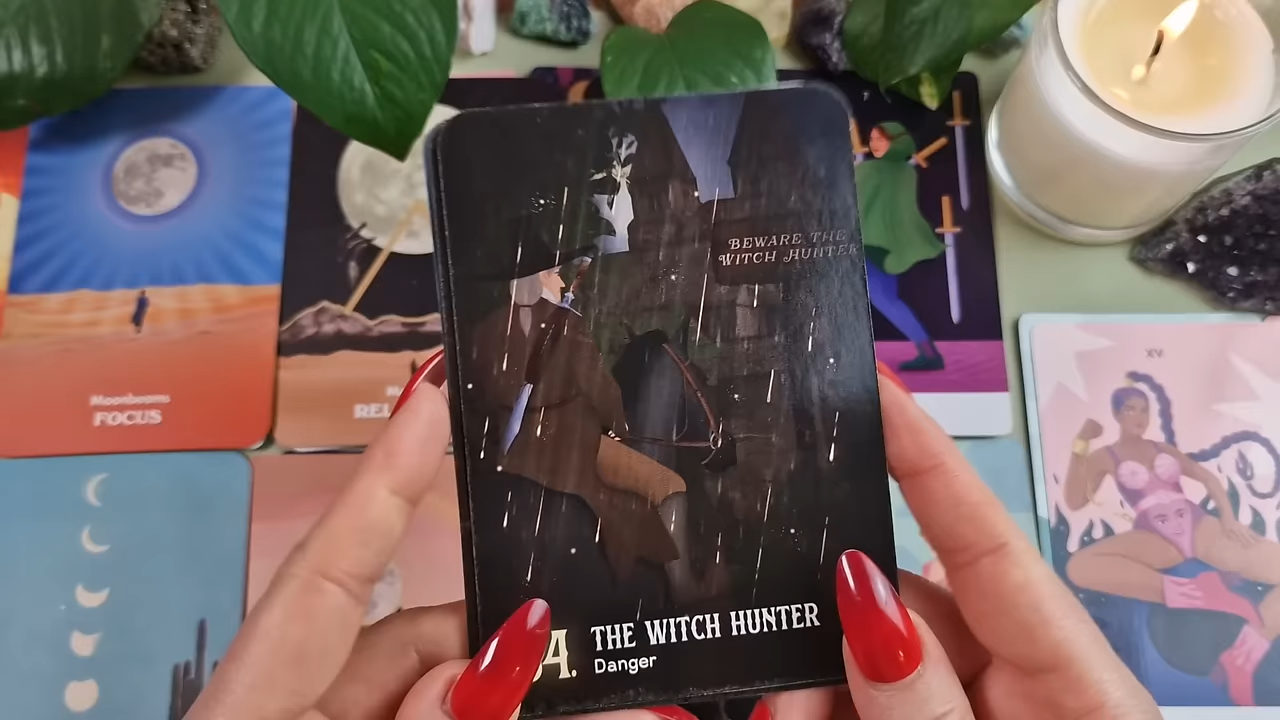 BEWARE THE
WITCH HUNTER
Moonbeams
FOCUS
XV
THE WITCH HUNTER
Danger